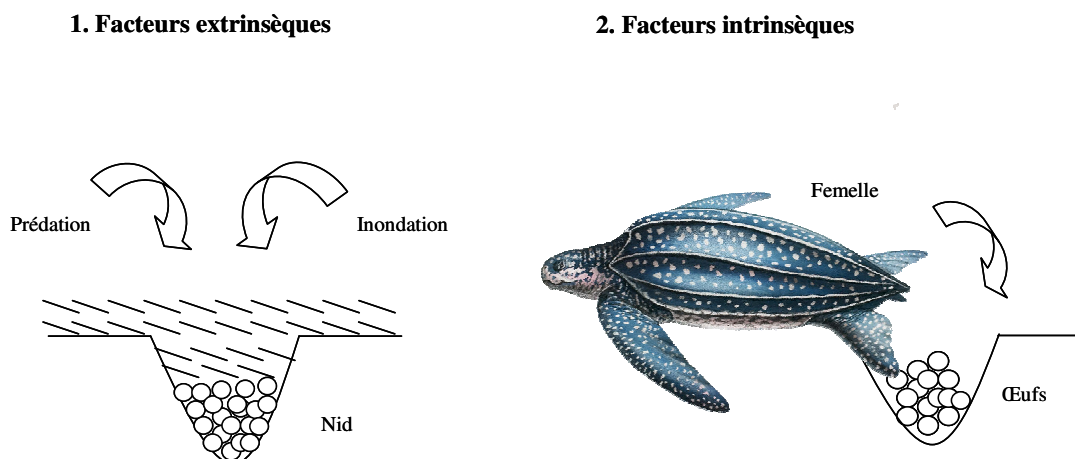 1. Facteurs extrinsèques
2. Facteurs intrinsèques
Femelle
Prédation
Inondation
Œufs
Nid